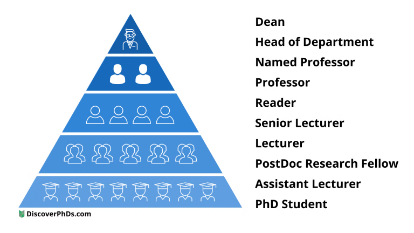 Dean
Head of Department
Named Professor
Professor
Reader
Senior Lecturer
Lecturer
PostDoc Research Fellow
Assistant Lecturer
PhD Student
DiscoverPhDs.com